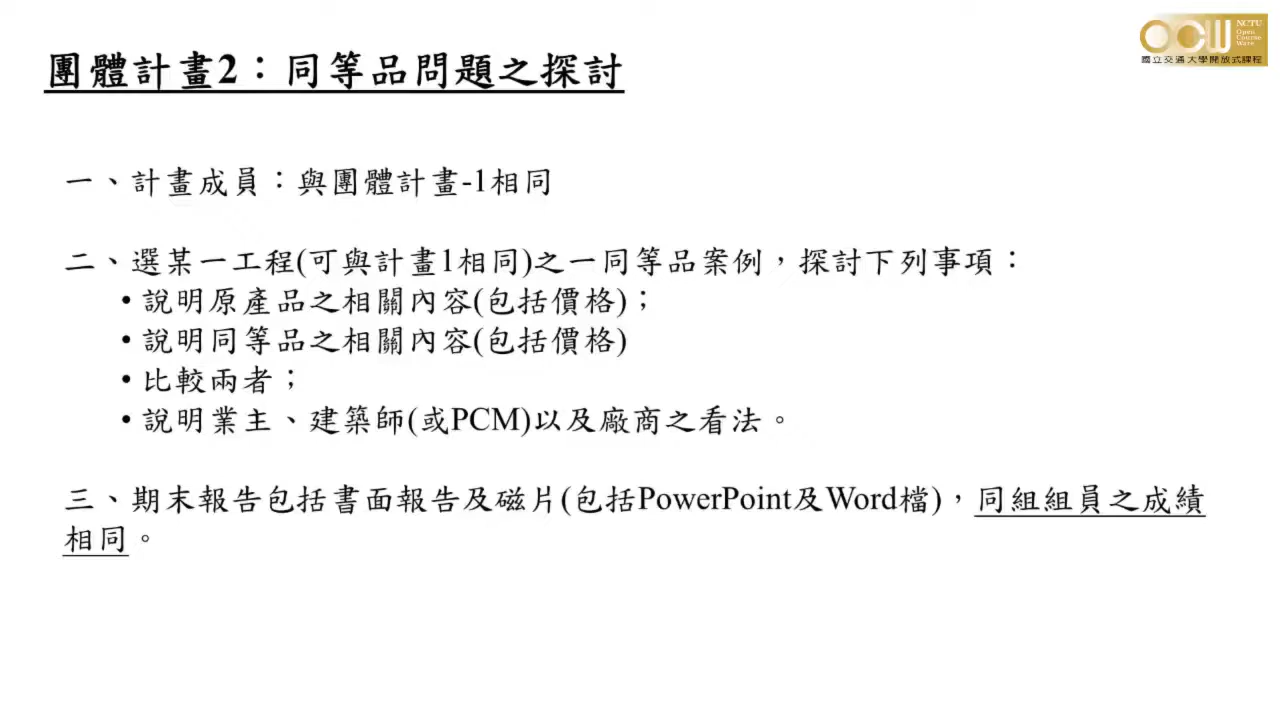 OCW
NCTU
Open
Course
Ware
國立交通大學開放式課程
團體計畫2：同等品問題之探討
一、計畫成員：與團體計畫-1相同
二、選某一工程(可與計畫1相同)之一同等品案例，探討下列事項：
• 說明原產品之相關內容(包括價格)；
• 說明同等品之相關內容(包括價格)
• 比較兩者；
• 說明業主、建築師(或PCM)以及廠商之看法。
三、期末報告包括書面報告及磁片(包括PowerPoint及Word檔)，同組組員之成績
相同。